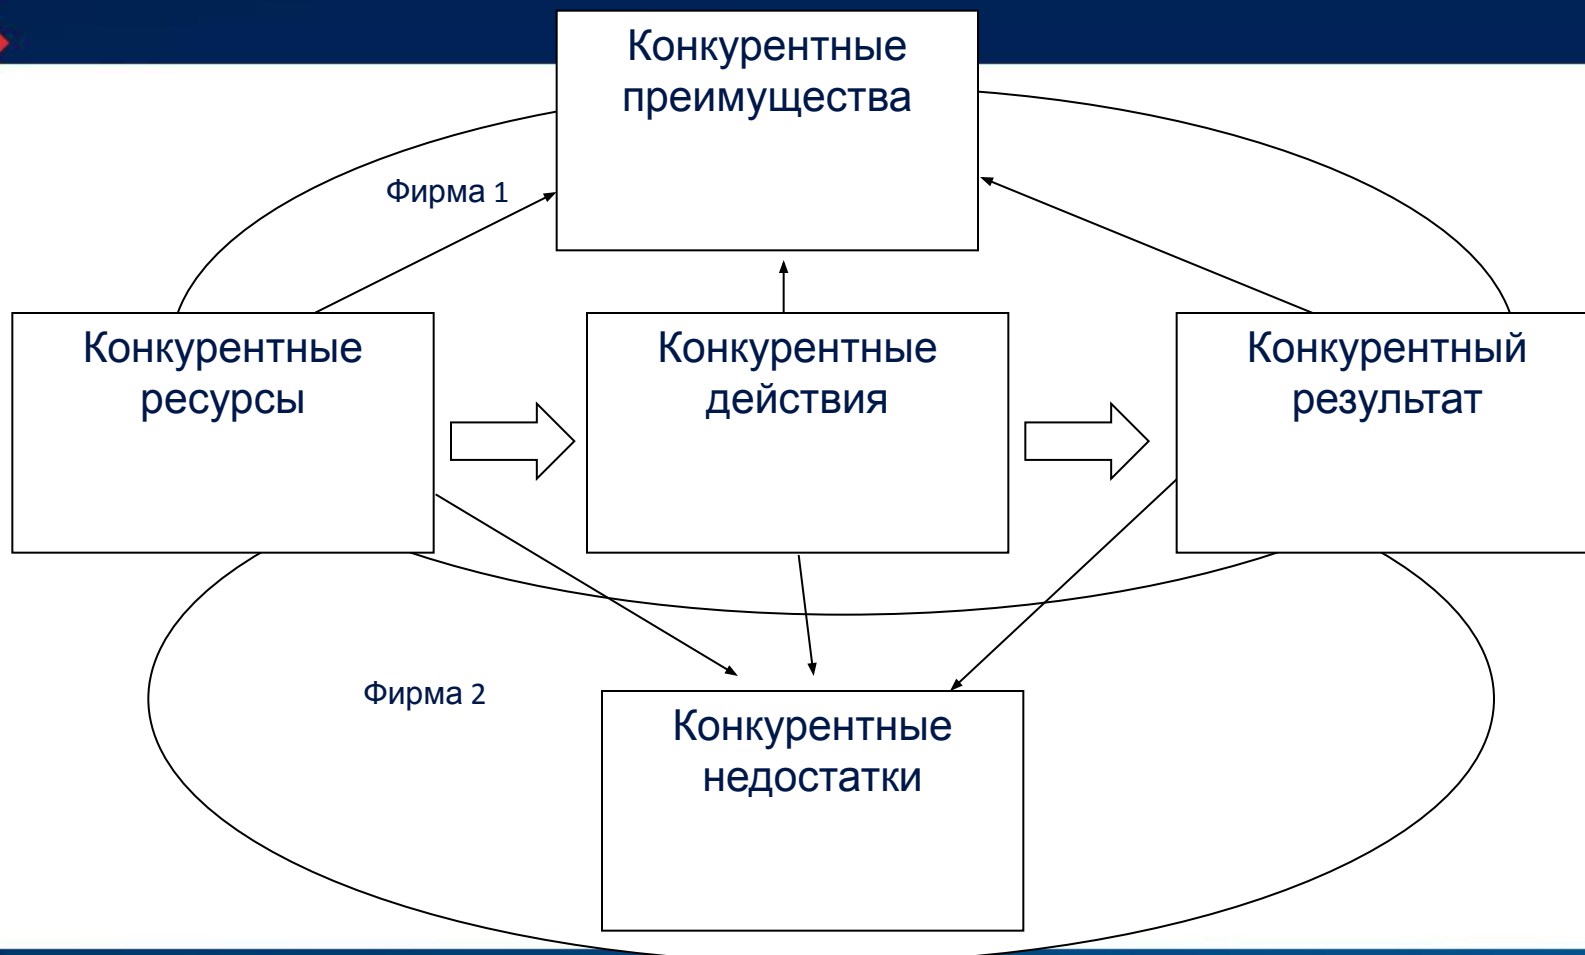 Конкурентные
преимущества
Фирма 1
Конкурентные
ресурсы
Конкурентные
действия
Конкурентный
результат
Фирма 2
Конкурентные
недостатки